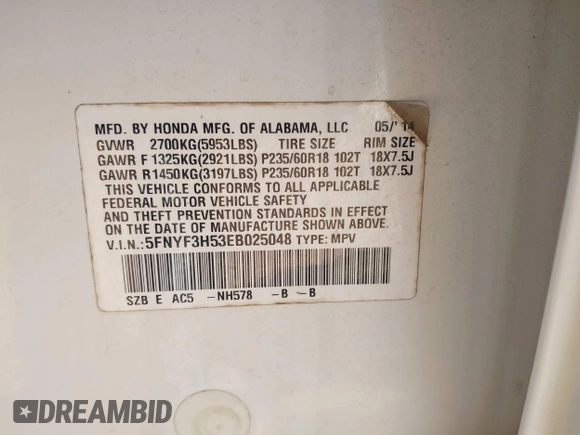 MFD. BY HONDA MFG. OF ALABAMA, LLC 05/'14
GVWR 2700KG(5953LBS) TIRE SIZE RIM SIZE
GAWR F 1325KG(2921LBS) P235/60R18 102T 18X7.5J
GAWR R1450KG(3197LBS) P235/60R18 102T 18X7.5J
THIS VEHICLE CONFORMS TO ALL APPLICABLE
FEDERAL MOTOR VEHICLE SAFETY
AND THEFT PREVENTION STANDARDS IN EFFECT
ON THE DATE OF MANUFACTURE SHOWN ABOVE.
V.I.N.: 5FNYF3H53EB025048 TYPE: MPV
SZB E AC5 -NH578 -B -B
DREAMBID